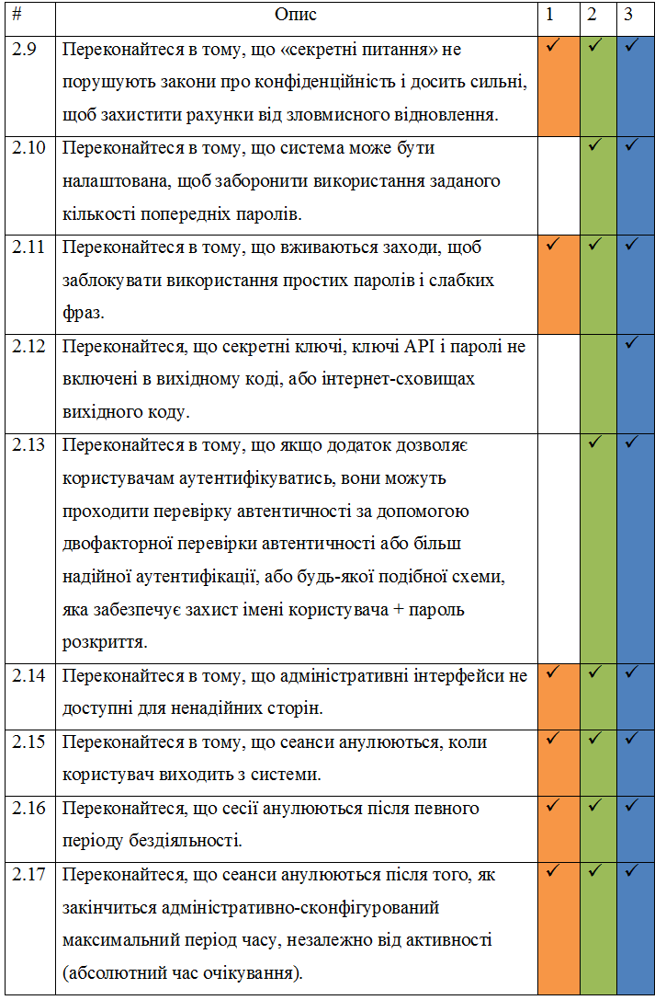 # Опис 1 2 3
2.9 Переконайтеся в тому, що «секретні питання» не ✓ ✓ ✓
порушують закони про конфіденційність і досить сильні,
щоб захистити рахунки від зловмисного відновлення.
2.10 Переконайтеся в тому, що система може бути ✓ ✓
налаштована, щоб заборонити використання заданого
кількості попередніх паролів.
2.11 Переконайтеся в тому, що вживаються заходи, щоб ✓ ✓ ✓
заблокувати використання простих паролів і слабких
фраз.
2.12 Переконайтеся, що секретні ключі, ключі API і паролі не ✓
включені в вихідному коді, або інтернет-сховищах
вихідного коду.
2.13 Переконайтеся в тому, що якщо додаток дозволяє ✓ ✓
користувачам аутентифікуватись, вони можуть
проходити перевірку автентичності за допомогою
двофакторної перевірки автентичності або більш
надійної аутентифікації, або будь-якої подібної схеми,
яка забезпечує захист імені користувача + пароль
розкриття.
2.14 Переконайтеся в тому, що адміністративні інтерфейси не ✓ ✓ ✓
доступні для ненадійних сторін.
2.15 Переконайтеся в тому, що сеанси анулюються, коли ✓ ✓ ✓
користувач виходить з системи.
2.16 Переконайтеся, що сесії анулюються після певного ✓ ✓ ✓
періоду бездіяльності.
2.17 Переконайтеся, що сеанси анулюються після того, як ✓ ✓ ✓
закінчиться адміністративно-сконфігурований
максимальний період часу, незалежно від активності
(абсолютний час очікування).